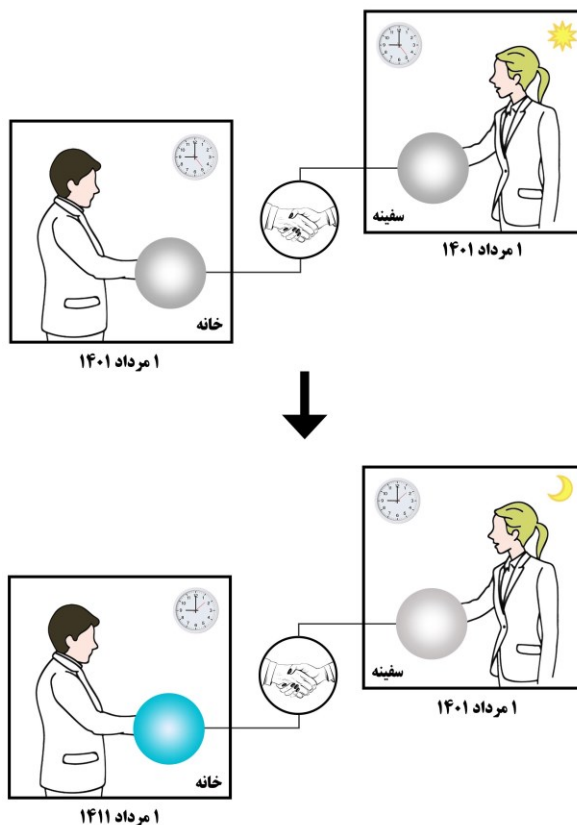 سفینه
۱ مرداد ۱۴۰۱
خانه
۱ مرداد ۱۴۰۱
سفینه
۱ مرداد ۱۴۰۱
خانه
۱ مرداد ۱۴۱۱